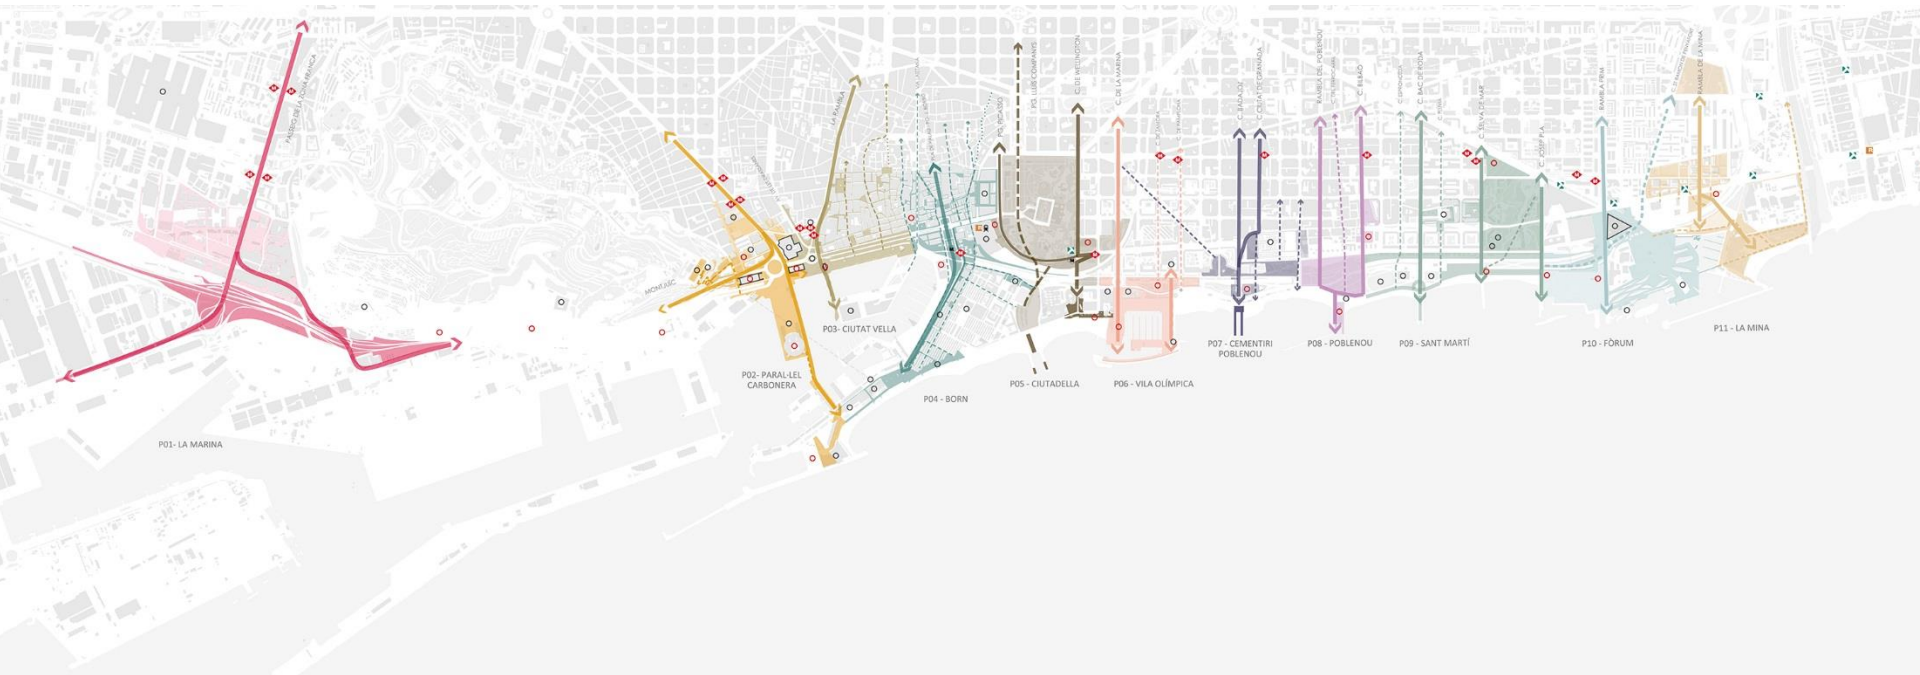 PASSEIG DE LA ZONA FRANCA
MONTJUÏC
LA RAMBLA
PG. PICASSO
PG. LLUIS COMPANYS
C. DE WELLINGTON
C. DE LA MARINA
C. BADAJOZ
C. CIUTAT DE GRANADA
RAMBLA DEL POBLENOU
C. BILBAO
C. BAC DE RODA
C. SELVA DE MAR
C. JOSEP PLA
RAMBLA PRIM
RAMBLA DE LA MINA
P01- LA MARINA
P02- PARAL·LEL
CARBONERA
P03- CIUTAT VELLA
P04 - BORN
P05 - CIUTADELLA
P06 - VILA OLÍMPICA
P07 - CEMENTIRI
POBLENOU
P08 - POBLENOU
P09 - SANT MARTÍ
P10 - FÒRUM
P11 - LA MINA